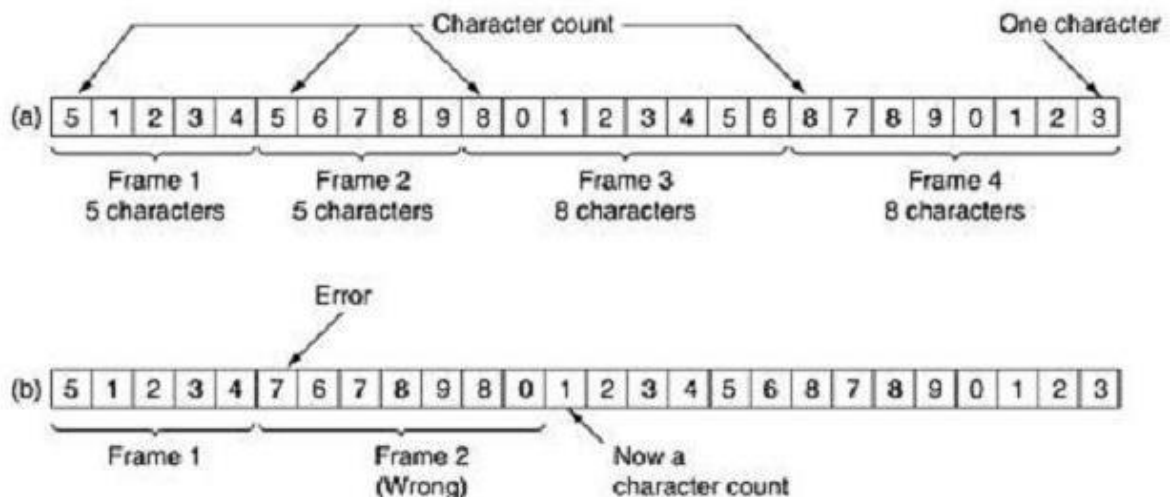 Character count
One character
(a) 5 1 2 3 4 5 6 7 8 9 8 0 1 2 3 4 5 6 8 7 8 9 0 1 2 3
Frame 1
5 characters
Frame 2
5 characters
Frame 3
8 characters
Frame 4
8 characters
Error
(b) 5 1 2 3 4 7 6 7 8 9 8 0 1 2 3 4 5 6 8 7 8 9 0 1 2 3
Frame 1
Frame 2
(Wrong)
Now a
character count